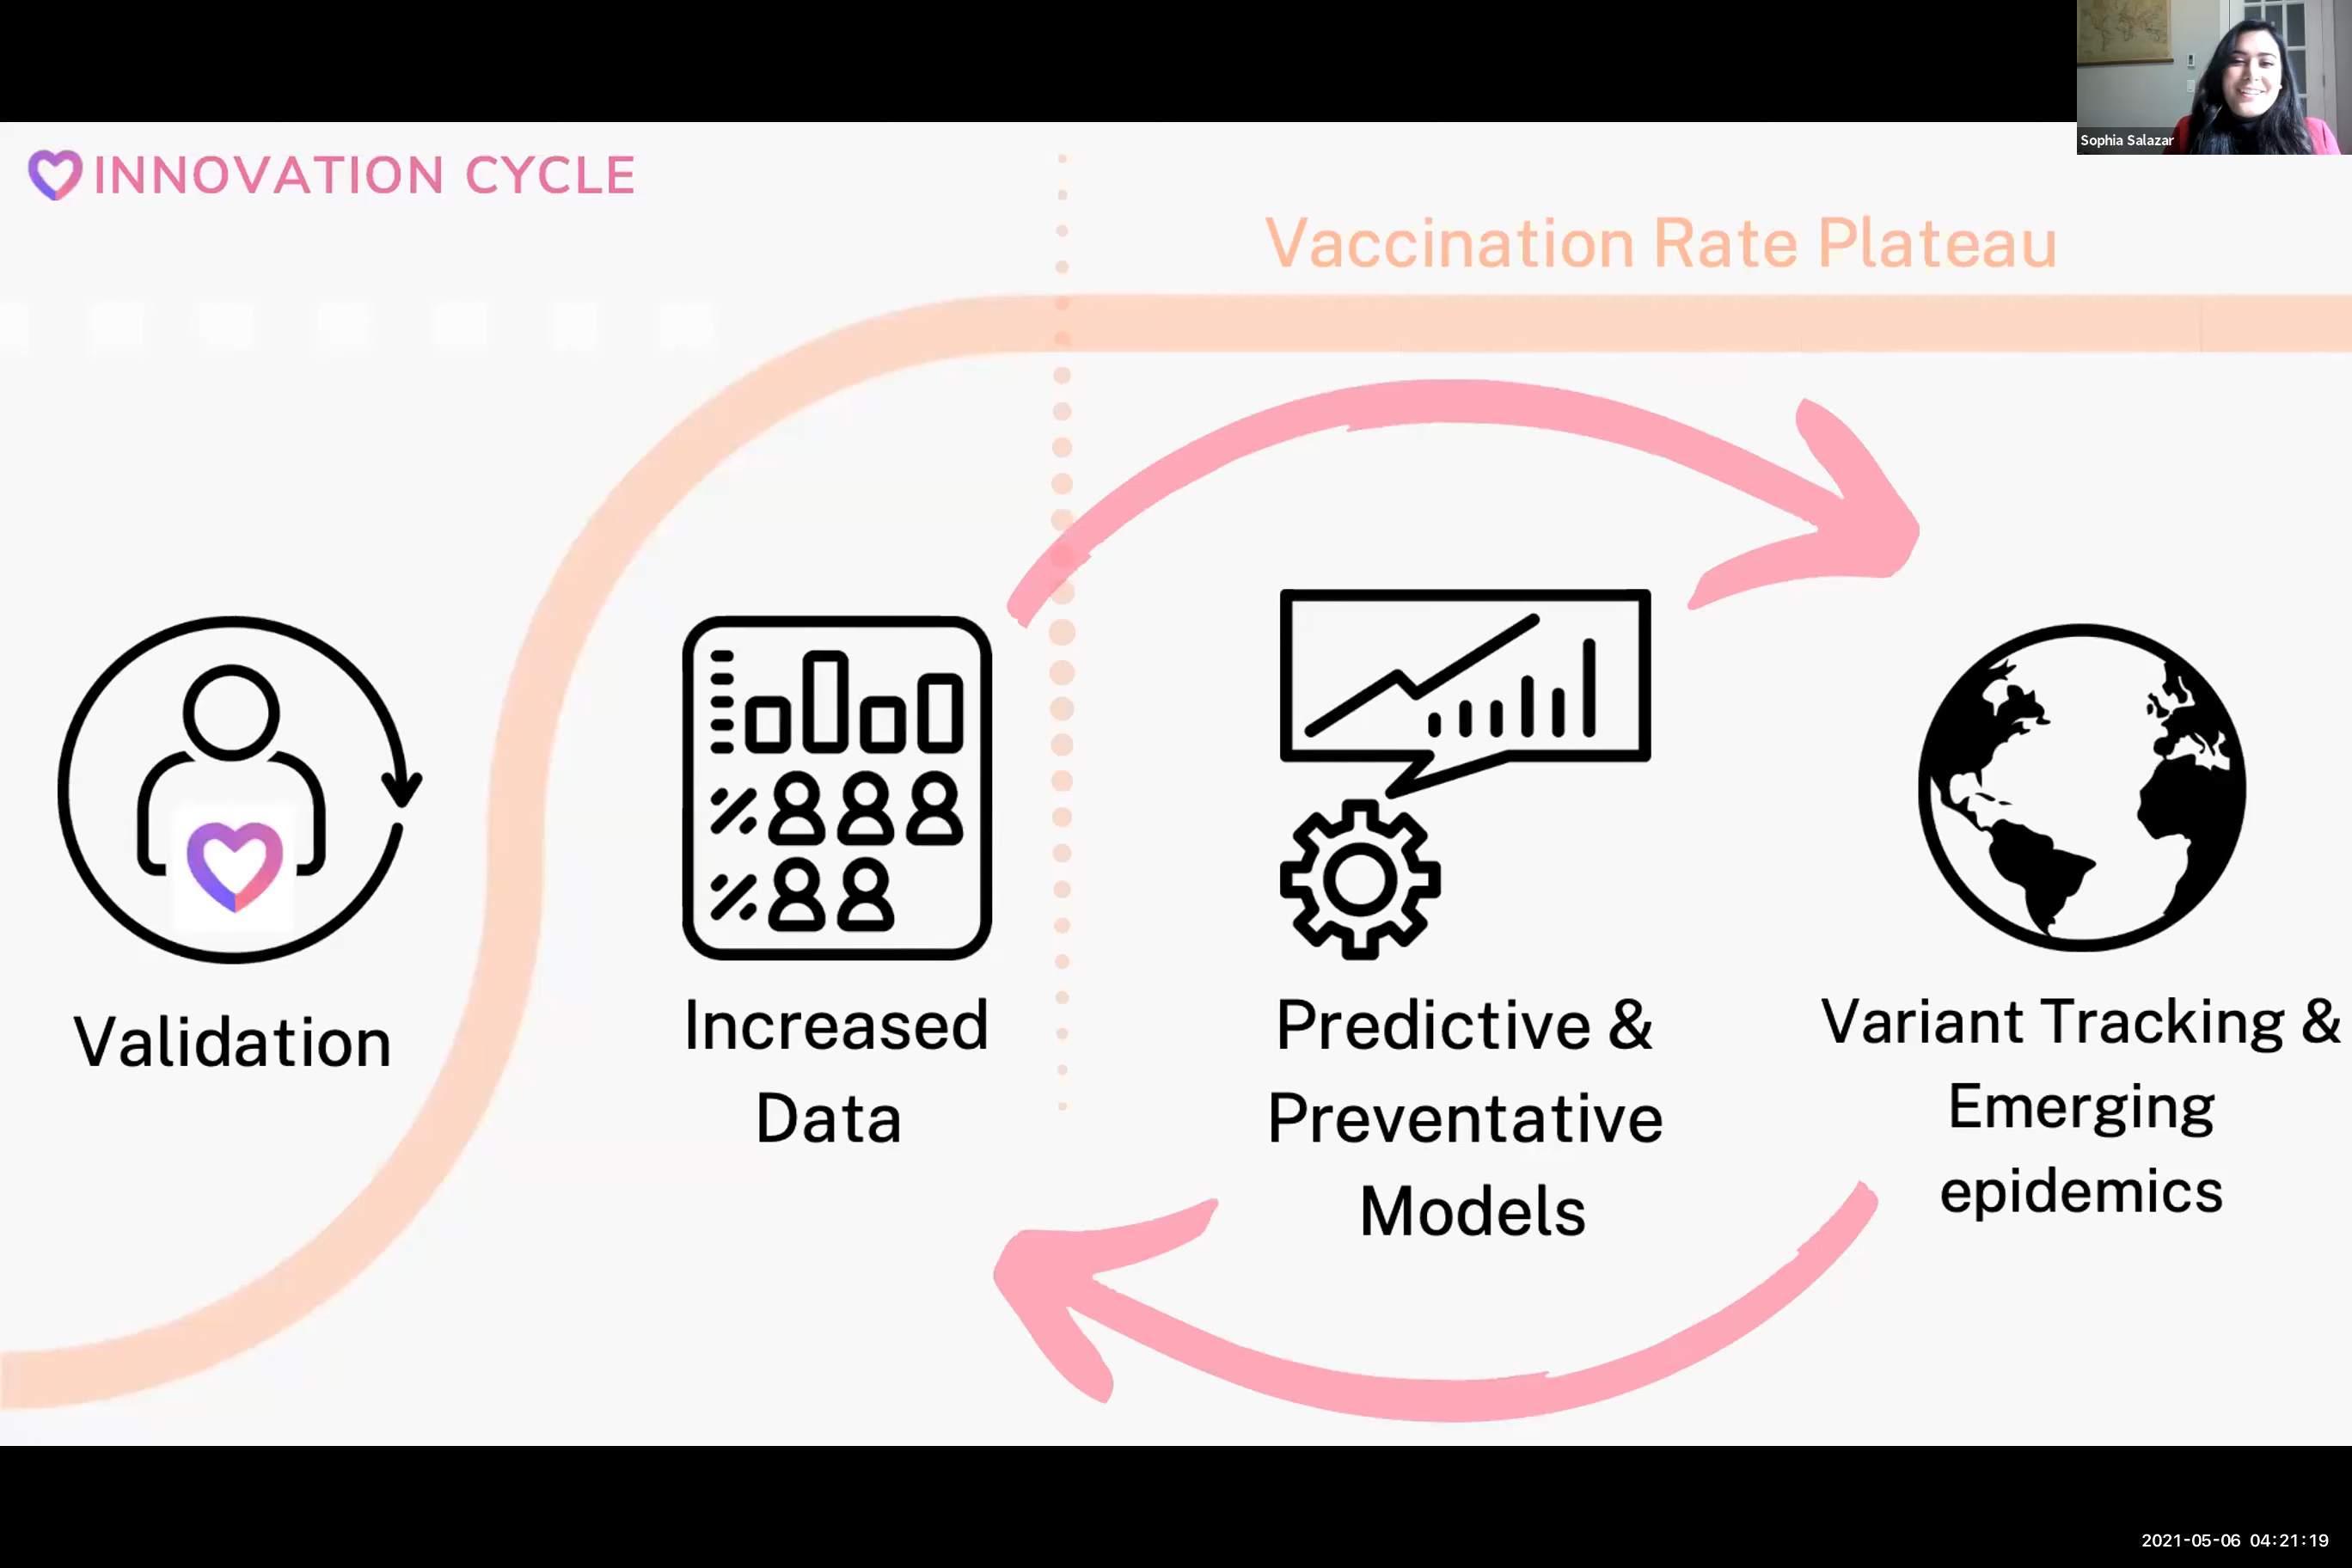 Sophia Salazar
INNOVATION CYCLE
Vaccination Rate Plateau
Validation
Increased
Data
Predictive &
Preventative
Models
Variant Tracking &
Emerging
epidemics
2021-05-06 04:21:19